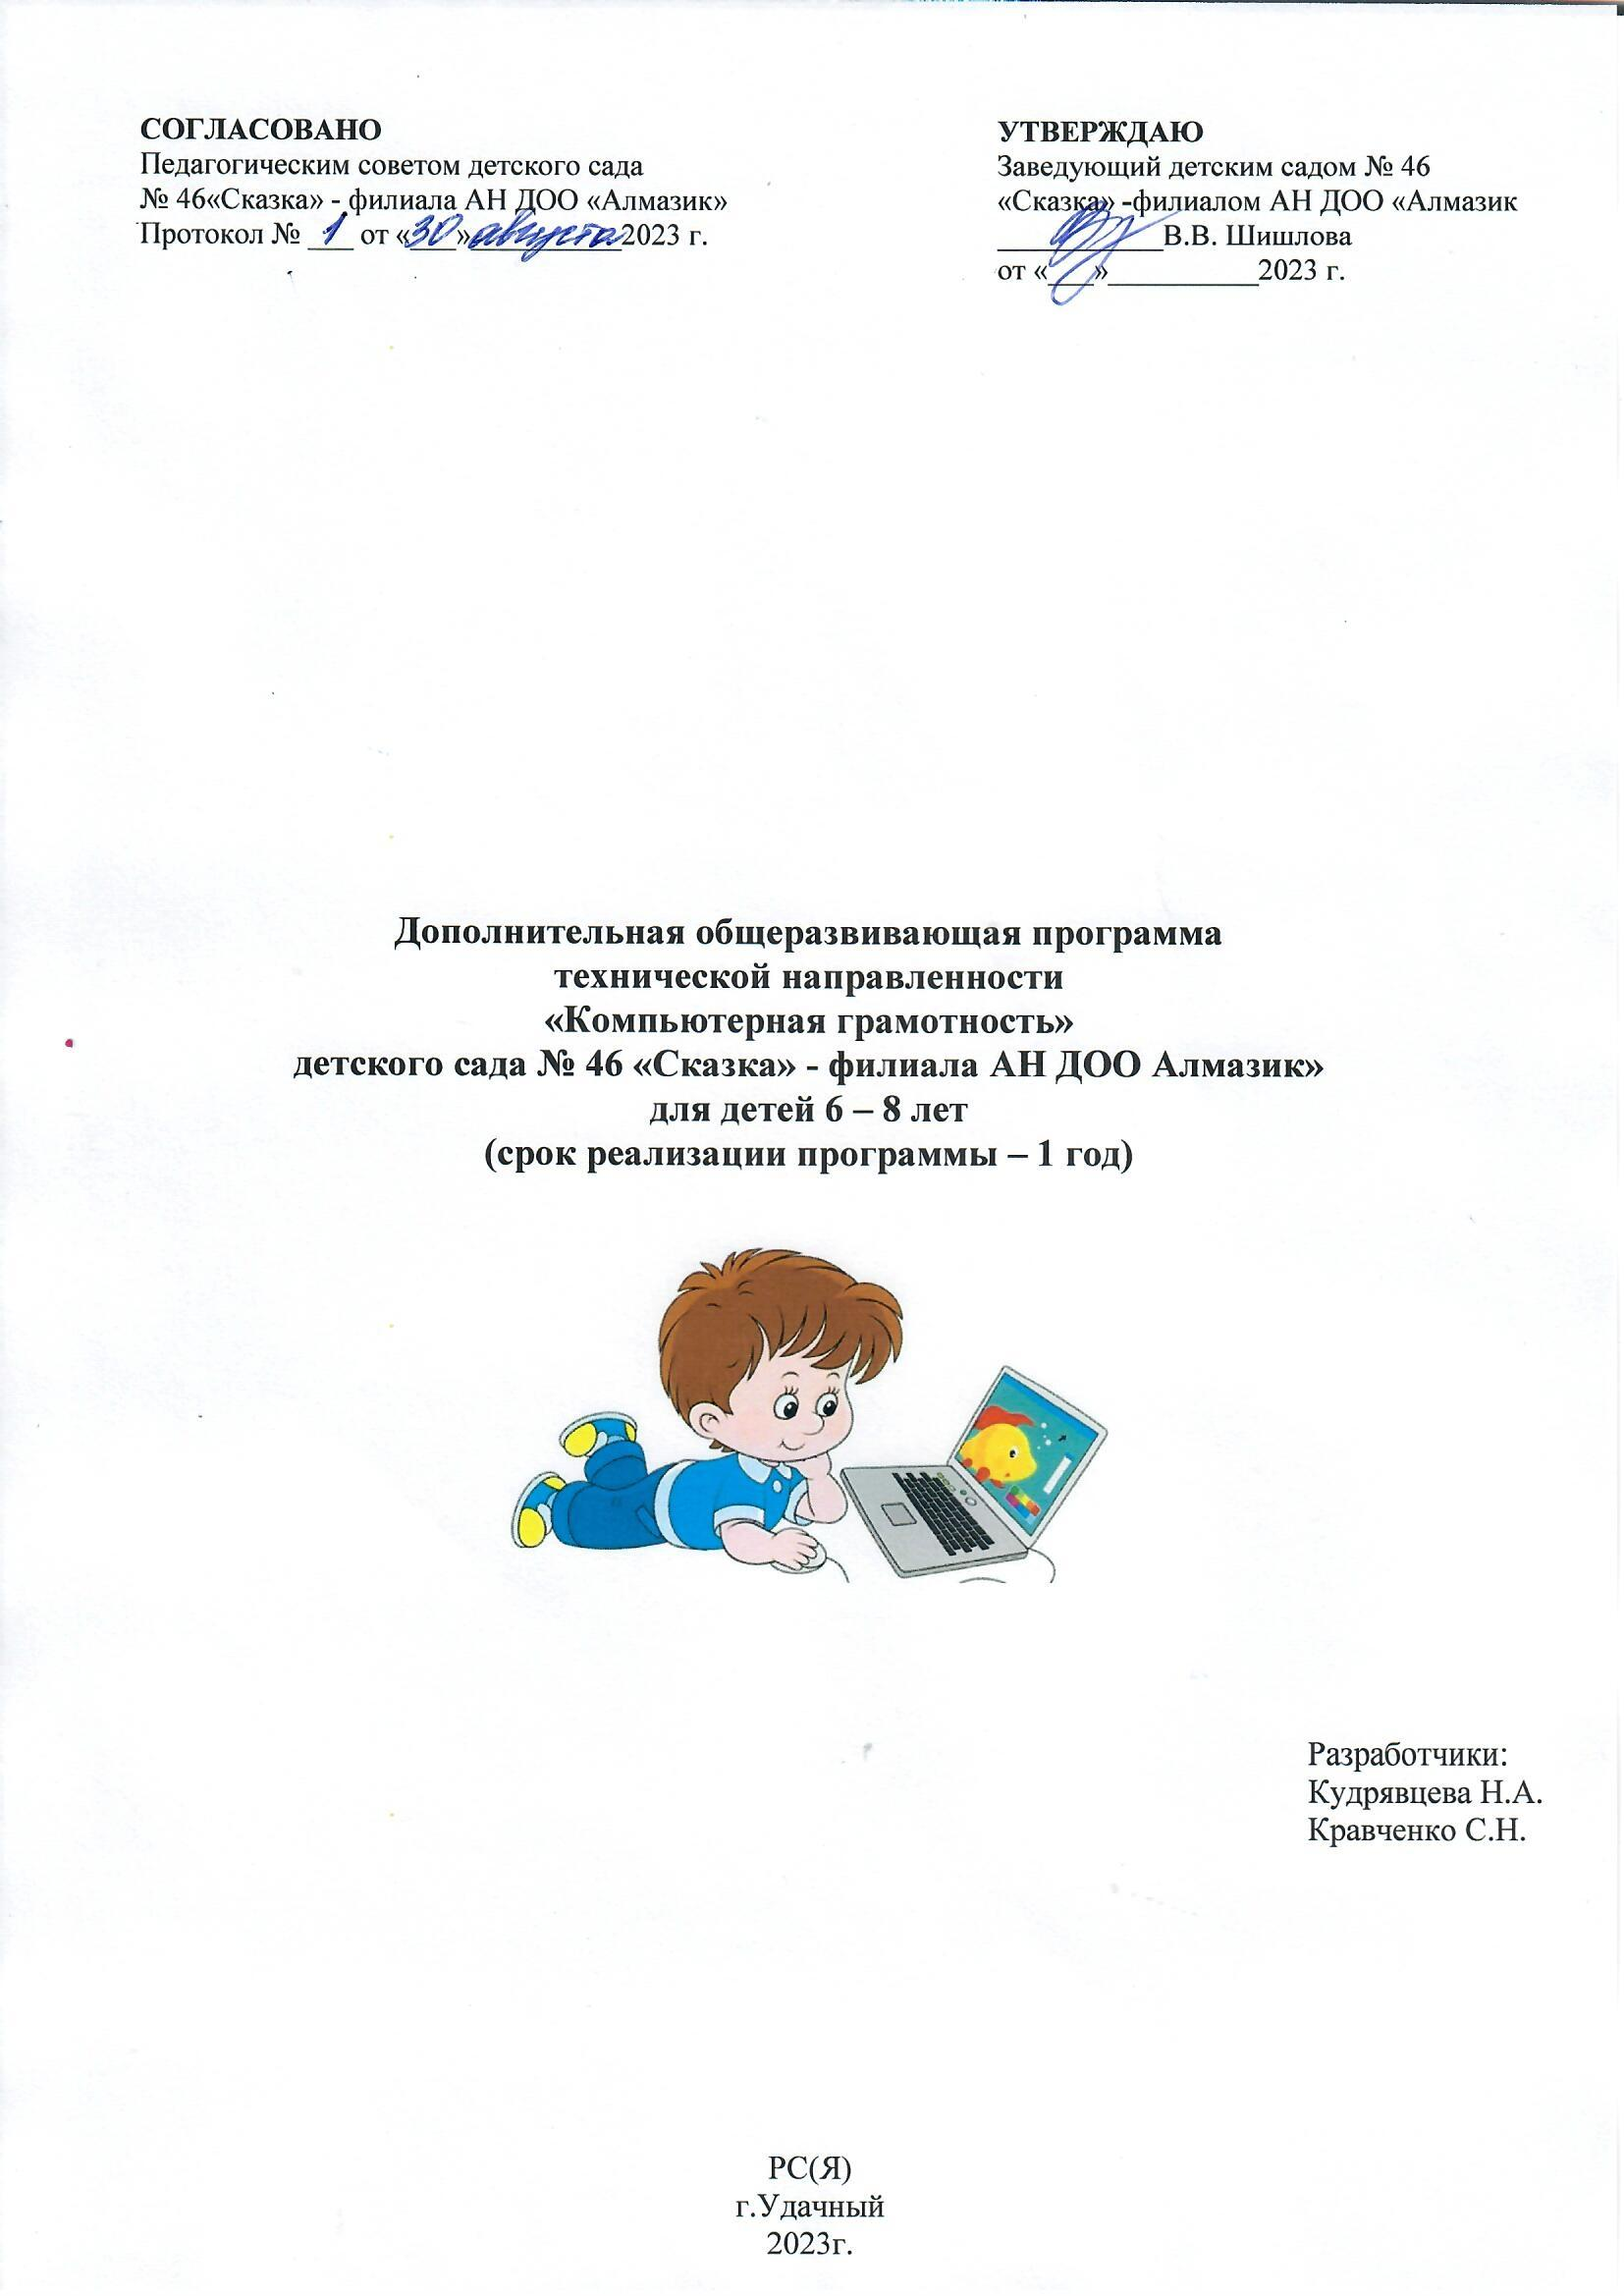 СОГЛАСОВАНО
Педагогическим советом детского сада
№ 46«Сказка» - филиала АН ДОО «Алмазик»
Протокол № 1 от «30» августа 2023 г.
УТВЕРЖДАЮ
Заведующий детским садом № 46
«Сказка» -филиалом АН ДОО «Алмазик
____________В.В. Шишлова
от «___»___________2023 г.
Дополнительная общеразвивающая программа
технической направленности
«Компьютерная грамотность»
детского сада № 46 «Сказка» - филиала АН ДОО Алмазик»
для детей 6 – 8 лет
(срок реализации программы – 1 год)
Разработчики:
Кудрявцева Н.А.
Кравченко С.Н.
РС(Я)
г.Удачный
2023г.